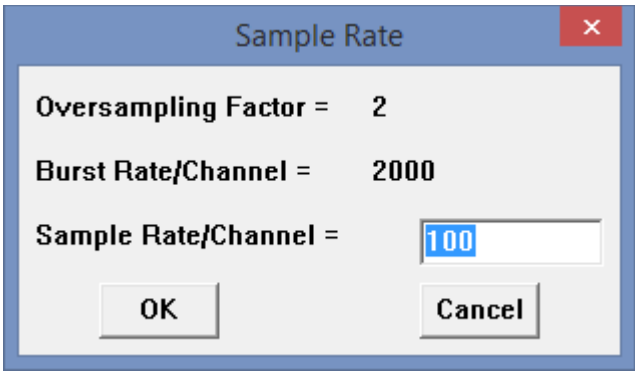 Sample Rate
Oversampling Factor = 2
Burst Rate/Channel = 2000
Sample Rate/Channel = 100
OK Cancel